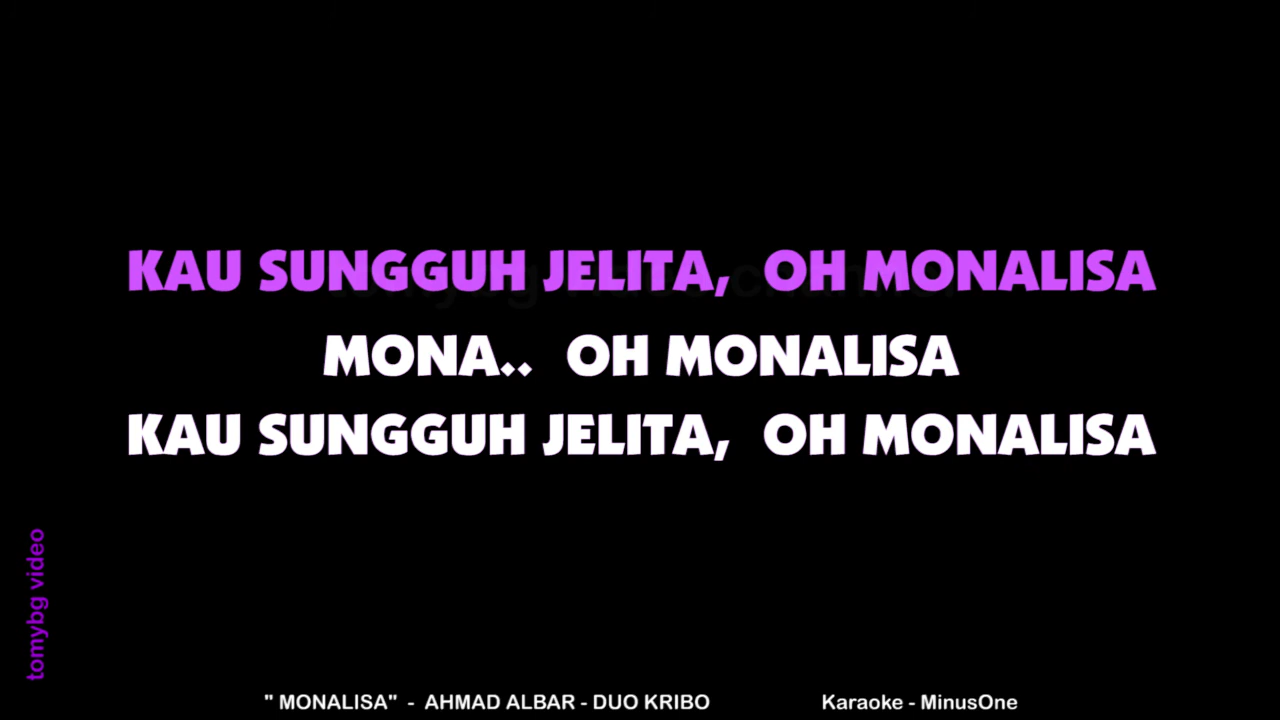 KAU SUNGGUH JELITA, OH MONALISA
MONA.. OH MONALISA
KAU SUNGGUH JELITA, OH MONALISA
tomybg video
" MONALISA" - AHMAD ALBAR - DUO KRIBO Karaoke - MinusOne